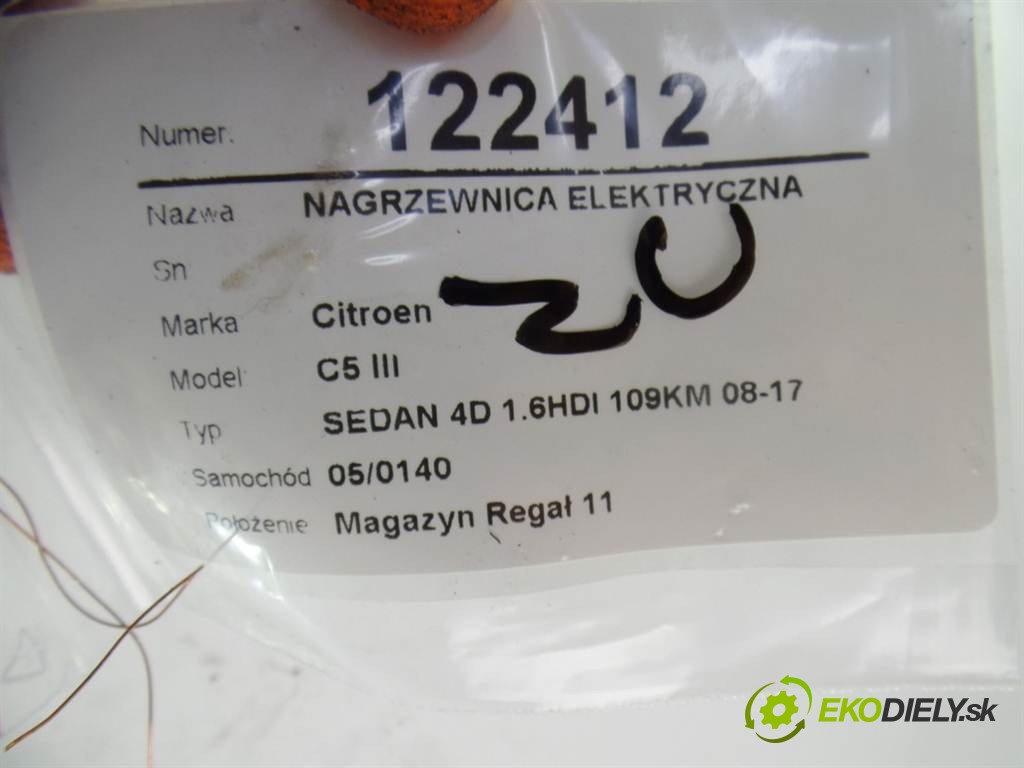 Numer: 122412
Nazwa NAGRZEWNICA ELEKTRYCZNA
Sn
Marka Citroen
Model C5 III
Typ SEDAN 4D 1.6HDI 109KM 08-17
Samochód 05/0140
Położenie Magazyn Regał 11
EKODIELY.sk